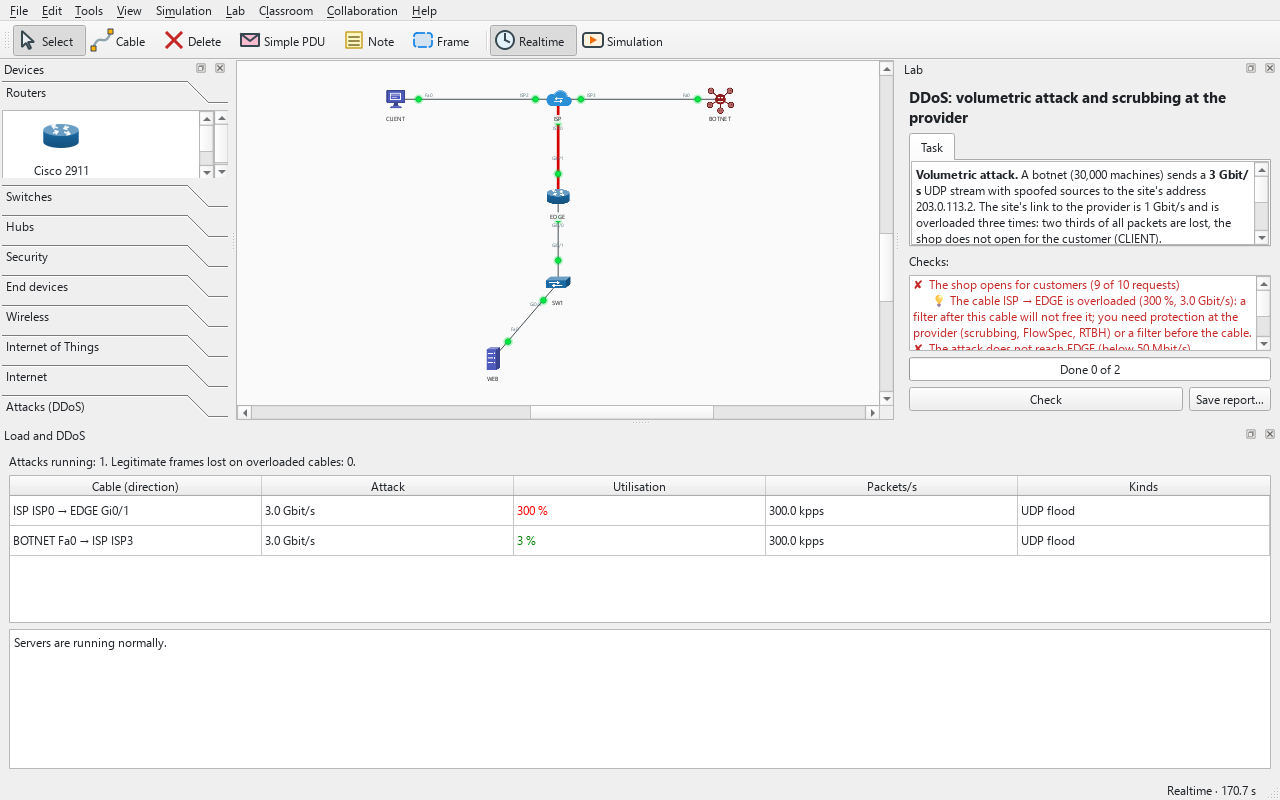 File Edit Tools View Simulation Lab Classroom Collaboration Help
Select Cable Delete Simple PDU Note Frame Realtime Simulation
Devices
Routers
Cisco 2911
Switches
Hubs
Security
End devices
Wireless
Internet of Things
Internet
Attacks (DDoS)
Fa0 ISP2 ISP3 Fa0
CLIENT ISP BOTNET
EDGE
SW1
Fa0
WEB
Lab
DDoS: volumetric attack and scrubbing at the
provider
Task
Volumetric attack. A botnet (30,000 machines) sends a 3 Gbit/
s UDP stream with spoofed sources to the site's address
203.0.113.2. The site's link to the provider is 1 Gbit/s and is
overloaded three times: two thirds of all packets are lost, the
shop does not open for the customer (CLIENT).
Checks:
✘ The shop opens for customers (9 of 10 requests)
💡 The cable ISP → EDGE is overloaded (300 %, 3.0 Gbit/s): a
filter after this cable will not free it; you need protection at the
provider (scrubbing, FlowSpec, RTBH) or a filter before the cable.
✘ The attack does not reach EDGE (below 50 Mbit/s)
Done 0 of 2
Check Save report...
Load and DDoS
Attacks running: 1. Legitimate frames lost on overloaded cables: 0.
Cable (direction) Attack Utilisation Packets/s Kinds
ISP ISP0 → EDGE Gi0/1 3.0 Gbit/s 300 % 300.0 kpps UDP flood
BOTNET Fa0 → ISP ISP3 3.0 Gbit/s 3 % 300.0 kpps UDP flood
Servers are running normally.
Realtime · 170.7 s